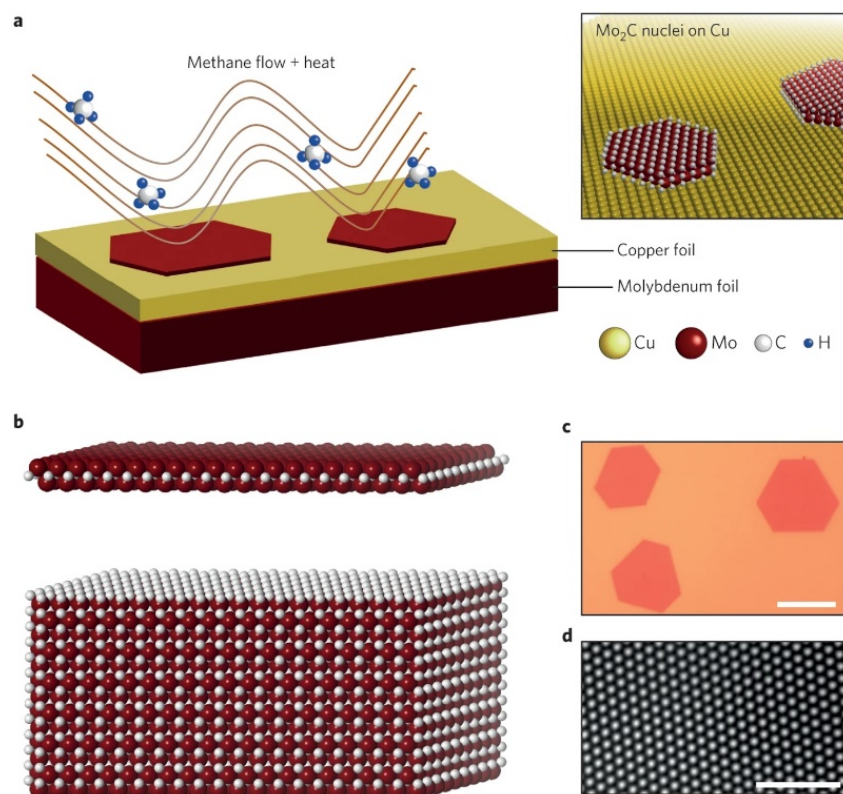 a
Methane flow + heat
Mo₂C nuclei on Cu
Copper foil
Molybdenum foil
Cu Mo C H
b
c
d